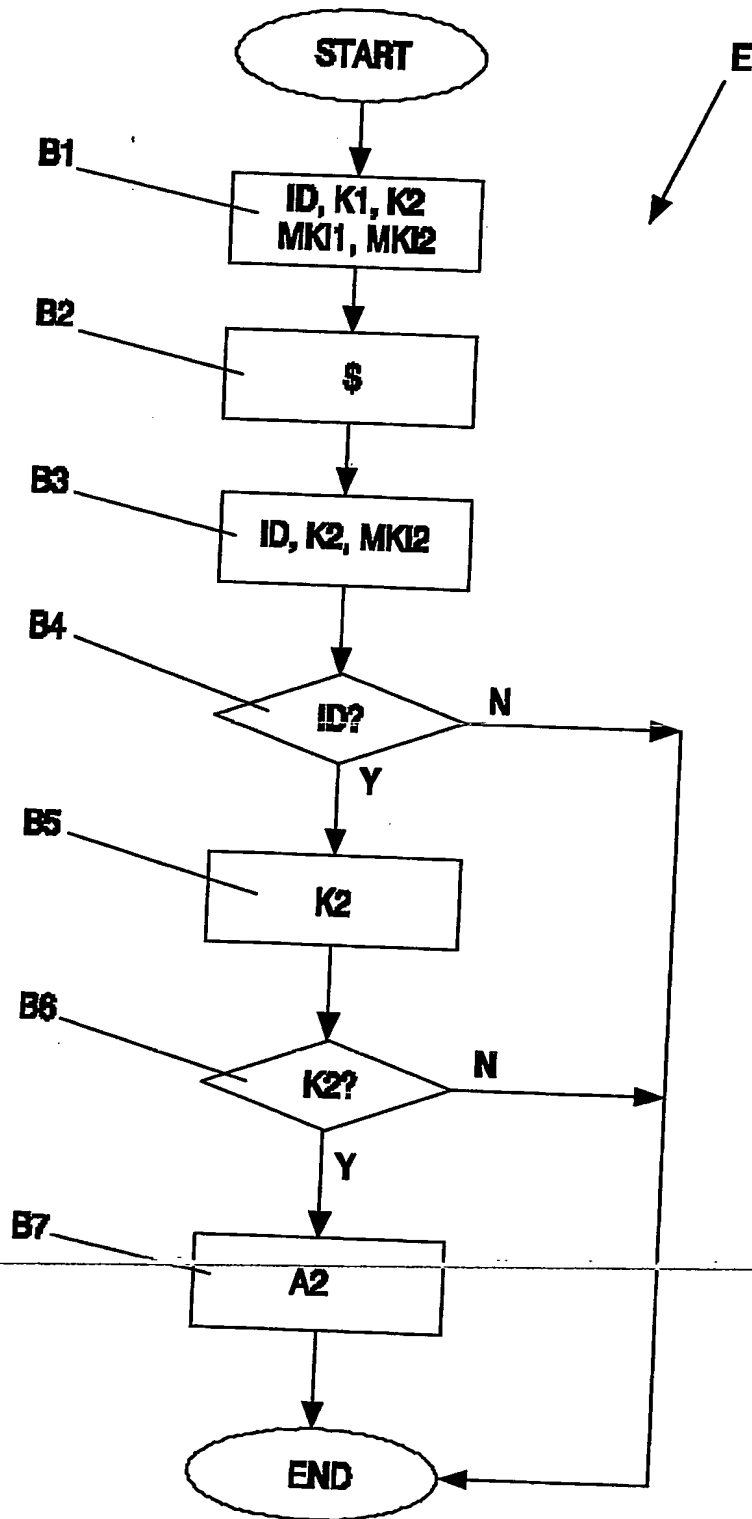 START
E
B1
ID, K1, K2
MKI1, MKI2
B2
$
B3
ID, K2, MKI2
B4
ID?
N
Y
B5
K2
B6
K2?
N
Y
B7
A2
END